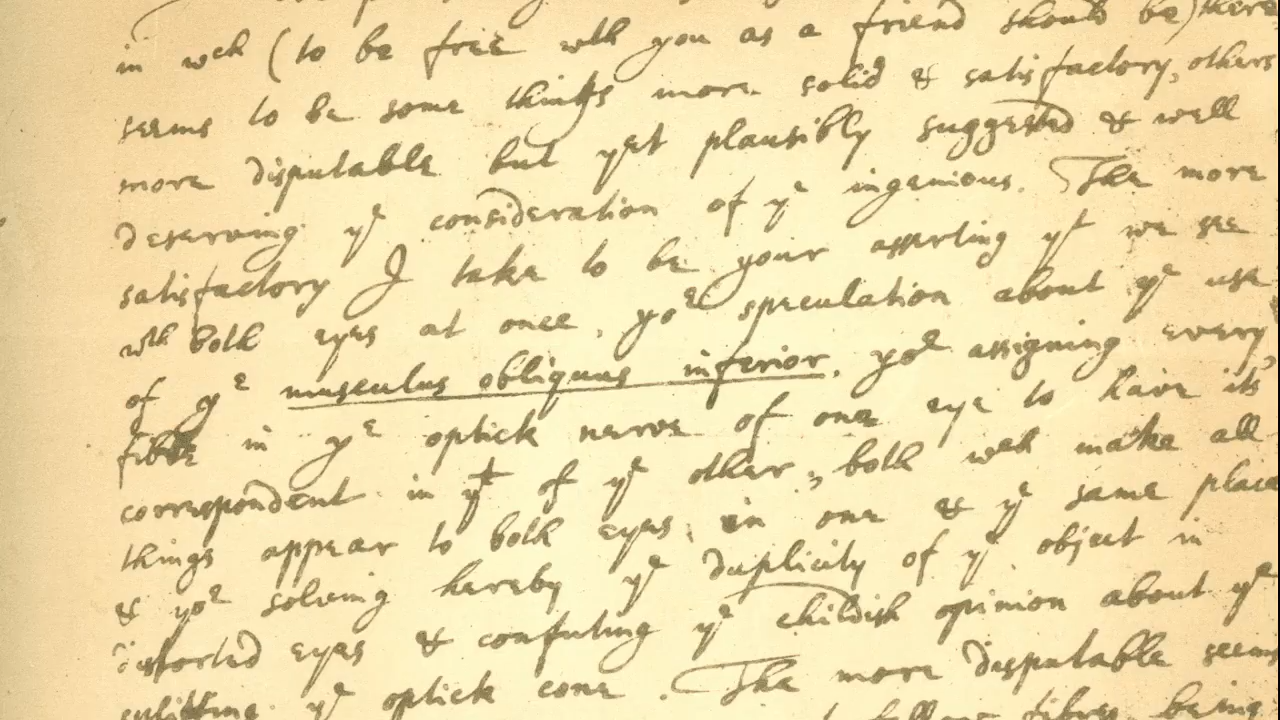 in wch (to be free with you as a friend should be) there
seems to be some things more solid & satisfactory, others
more disputable but yet plausibly suggested & well
deserving ye consideration of ye ingenious. The more
satisfactory I take to be your asserting yt we see
wth both eyes at once, yor speculation about ye use
of ye musculus obliquus inferior, yor assigning every
fibre in ye optick nerve of one eye to have its
correspondent in yt of ye other, both wch make all
things appear to both eyes in one & ye same place
& yor solving hereby ye duplicity of ye object in
distorted eyes & confuting ye childish opinion about ye
splitting ye optick cone. The more disputable seems
fibres being